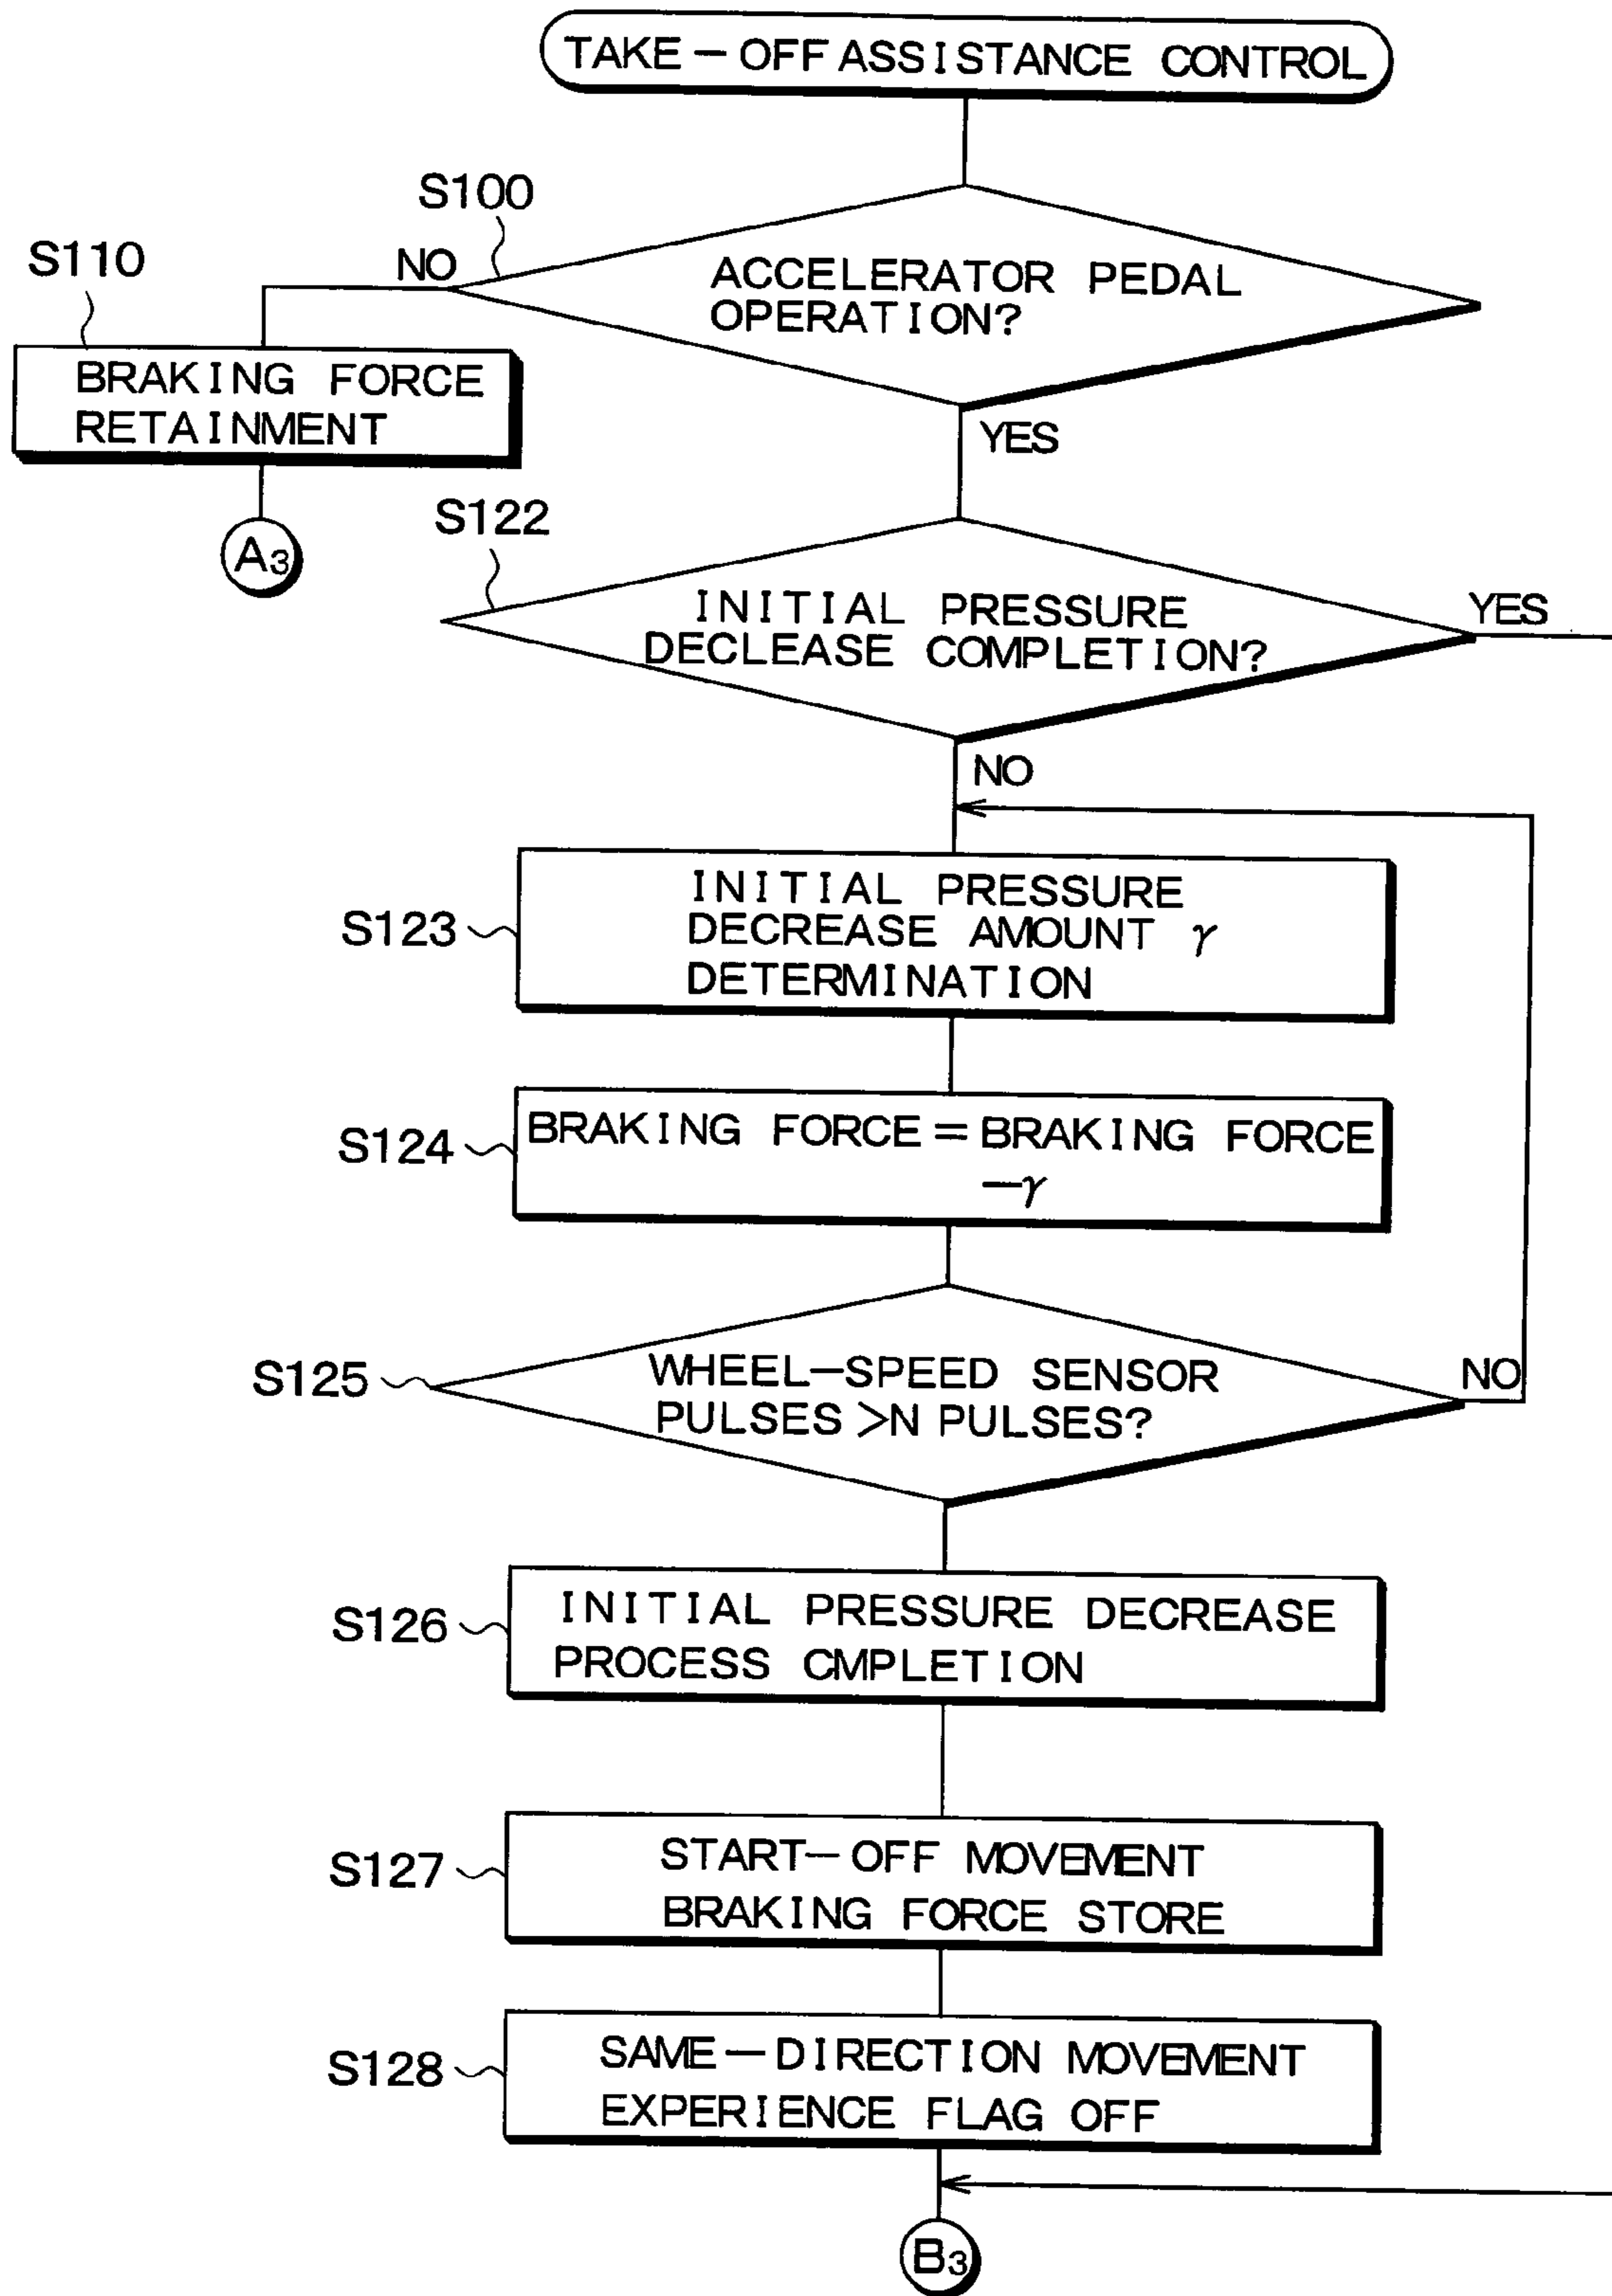 TAKE-OFF ASSISTANCE CONTROL
S100
S110
NO
ACCELERATOR PEDAL
OPERATION?
BRAKING FORCE
RETAINMENT
YES
A3
S122
INITIAL PRESSURE
DECLEASE COMPLETION?
YES
NO
S123
INITIAL PRESSURE
DECREASE AMOUNT γ
DETERMINATION
S124
BRAKING FORCE=BRAKING FORCE
-γ
S125
WHEEL-SPEED SENSOR
PULSES >N PULSES?
NO
S126
INITIAL PRESSURE DECREASE
PROCESS CMPLETION
S127
START-OFF MOVEMENT
BRAKING FORCE STORE
S128
SAME-DIRECTION MOVEMENT
EXPERIENCE FLAG OFF
B3